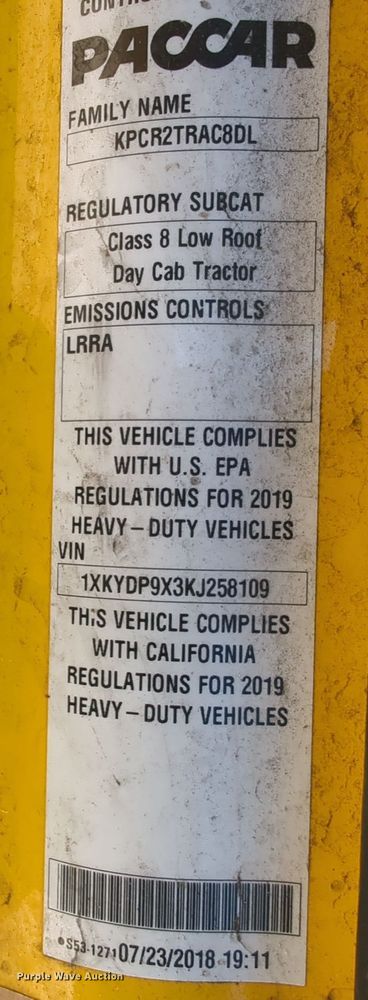 PACCAR
FAMILY NAME
KPCR2TRAC8DL
REGULATORY SUBCAT
Class 8 Low Roof
Day Cab Tractor
EMISSIONS CONTROLS
LRRA
THIS VEHICLE COMPLIES
WITH U.S. EPA
REGULATIONS FOR 2019
HEAVY-DUTY VEHICLES
VIN
1XKYDP9X3KJ258109
THIS VEHICLE COMPLIES
WITH CALIFORNIA
REGULATIONS FOR 2019
HEAVY-DUTY VEHICLES
S53-1271 07/23/2018 19:11
Purple Wave Auction